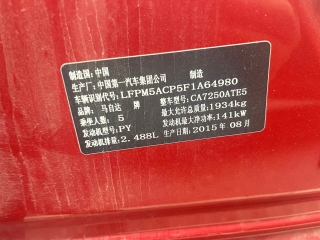 制造国：中国
生产厂：中国第一汽车集团公司 制造
车辆识别代号：LFPM5ACP5F1A64980
品牌：马自达 牌 整车型号：CA7250ATE5
乘坐人数：5 最大允许总质量：1934kg
发动机型号：PY 发动机最大净功率：141kW
发动机排量：2.488L 生产日期：2015年08月